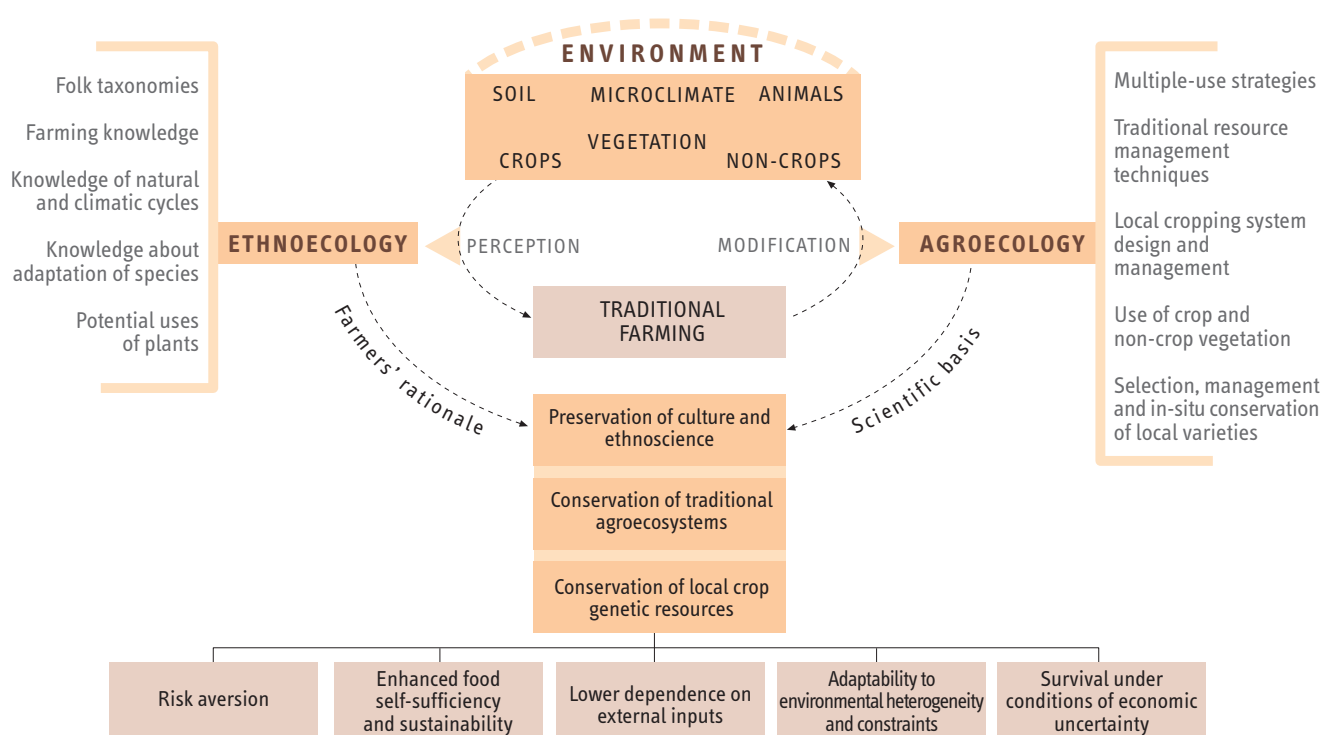 ENVIRONMENT
SOIL MICROCLIMATE ANIMALS
VEGETATION
CROPS NON-CROPS
Folk taxonomies
Farming knowledge
Knowledge of natural
and climatic cycles
Knowledge about
adaptation of species
Potential uses
of plants
ETHNOECOLOGY
PERCEPTION
MODIFICATION
AGROECOLOGY
Multiple-use strategies
Traditional resource
management
techniques
Local cropping system
design and
management
Use of crop and
non-crop vegetation
Selection, management
and in-situ conservation
of local varieties
TRADITIONAL
FARMING
Farmers' rationale
Scientific basis
Preservation of culture and
ethnoscience
Conservation of traditional
agroecosystems
Conservation of local crop
genetic resources
Risk aversion
Enhanced food
self-sufficiency
and sustainability
Lower dependence on
external inputs
Adaptability to
environmental heterogeneity
and constraints
Survival under
conditions of economic
uncertainty